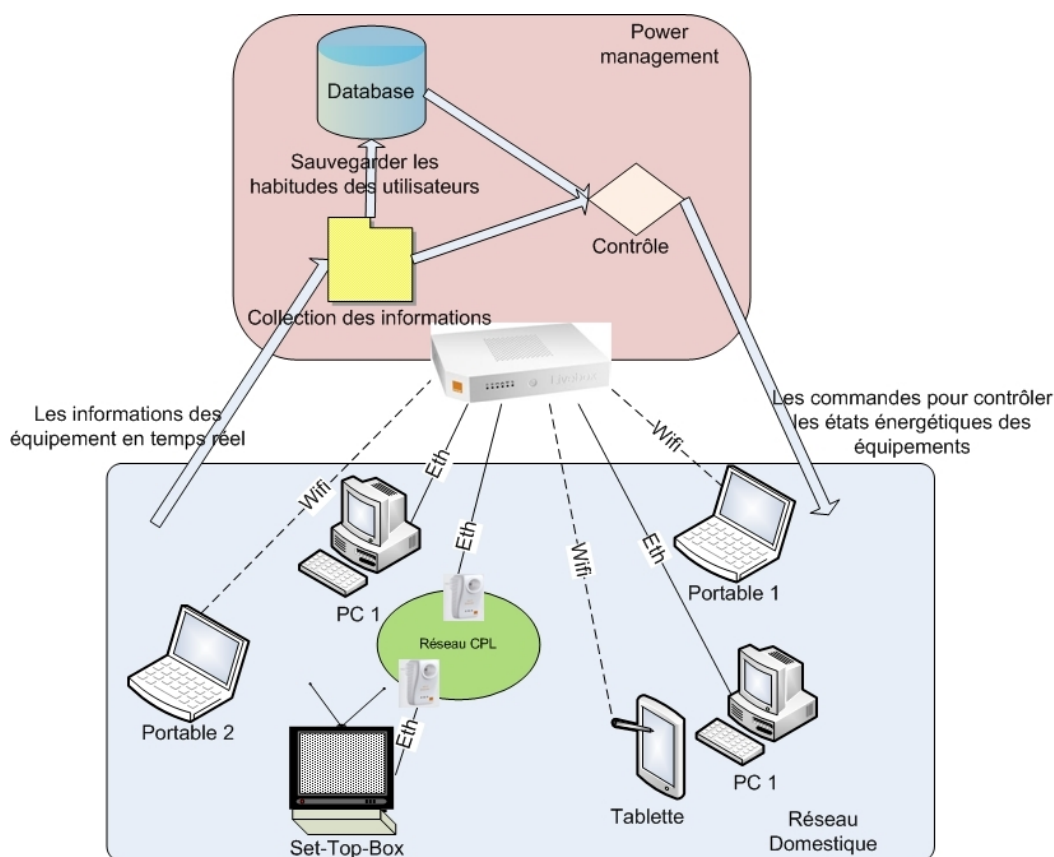 Power
management
Database
Sauvegarder les
habitudes des utilisateurs
Contrôle
Collection des informations
Livebox
Les informations des
équipement en temps réel
Les commandes pour contrôler
les états énergétiques des
équipements
Wifi
Eth
Eth
Wifi
Eth
Wifi
Portable 1
PC 1
Réseau CPL
Portable 2
Eth
PC 1
Tablette
Set-Top-Box
Réseau
Domestique